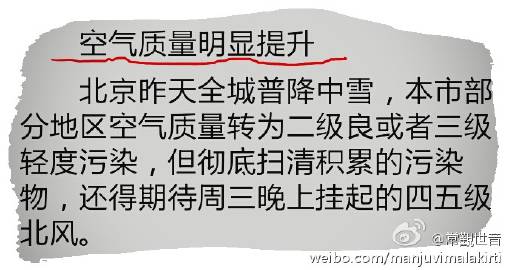 空气质量明显提升
北京昨天全城普降中雪，本市部
分地区空气质量转为二级良或者三级
轻度污染，但彻底扫清积累的污染
物，还得期待周三晚上挂起的四五级
北风。
@常觀世音
weibo.com/manjuvimalakirti